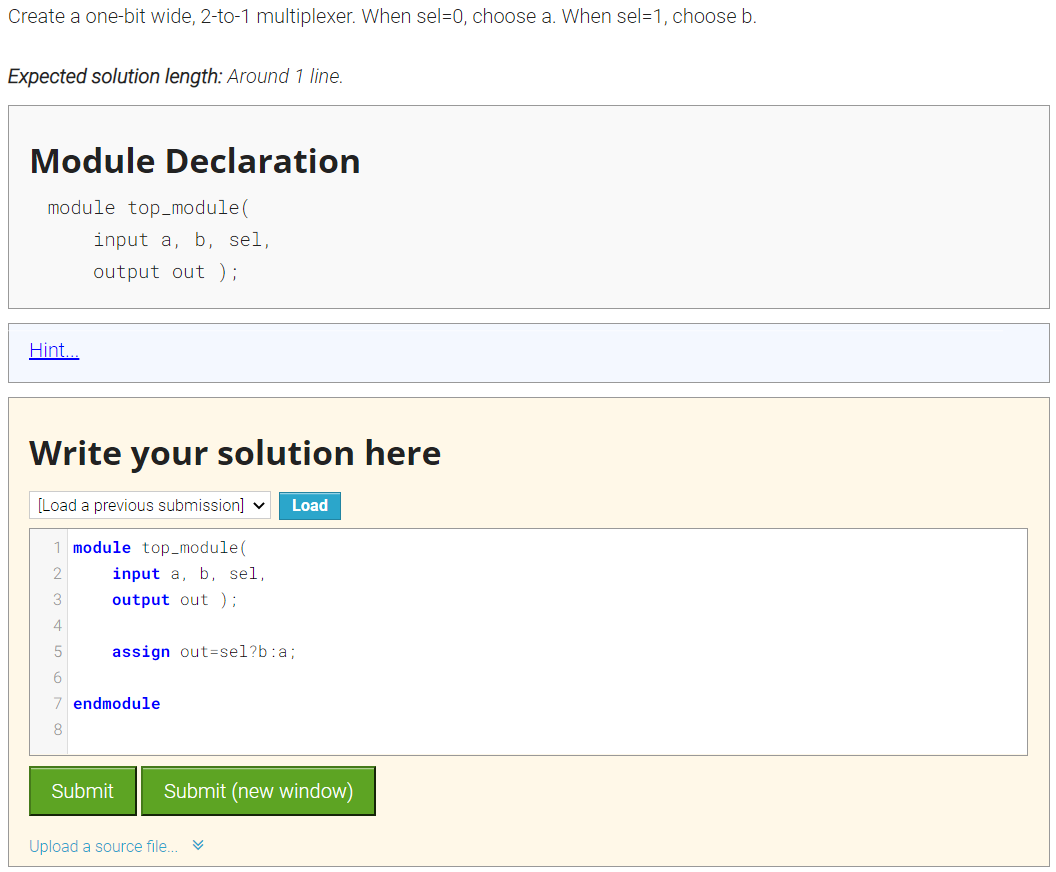 Create a one-bit wide, 2-to-1 multiplexer. When sel=0, choose a. When sel=1, choose b.
Expected solution length: Around 1 line.
Module Declaration
module top_module(
    input a, b, sel,
    output out );
Hint...
Write your solution here
[Load a previous submission]  Load
1 module top_module(
2     input a, b, sel,
3     output out );
4
5     assign out=sel?b:a;
6
7 endmodule
8
Submit  Submit (new window)
Upload a source file...